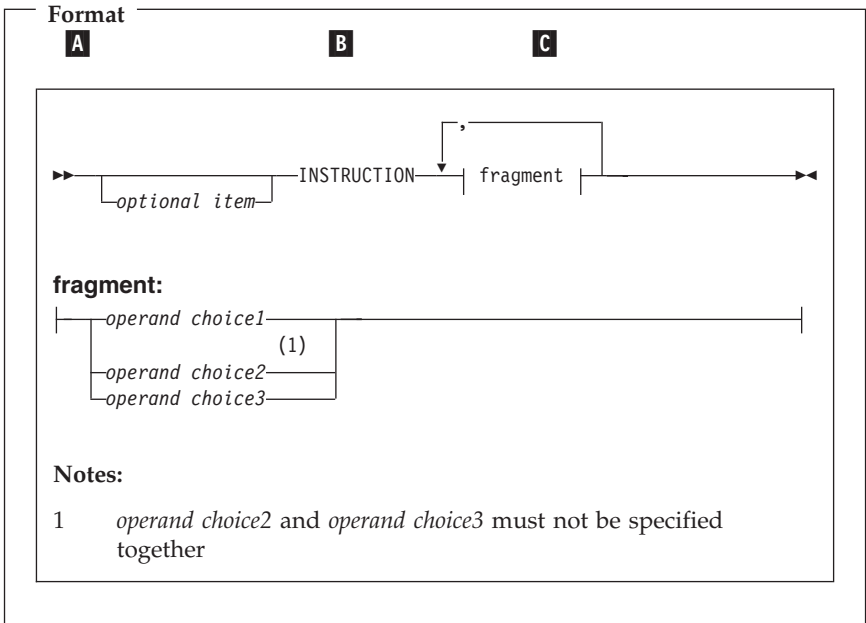 Format
A B C
,
INSTRUCTION fragment
optional item
fragment:
operand choice1
(1)
operand choice2
operand choice3
Notes:
1 operand choice2 and operand choice3 must not be specified
together